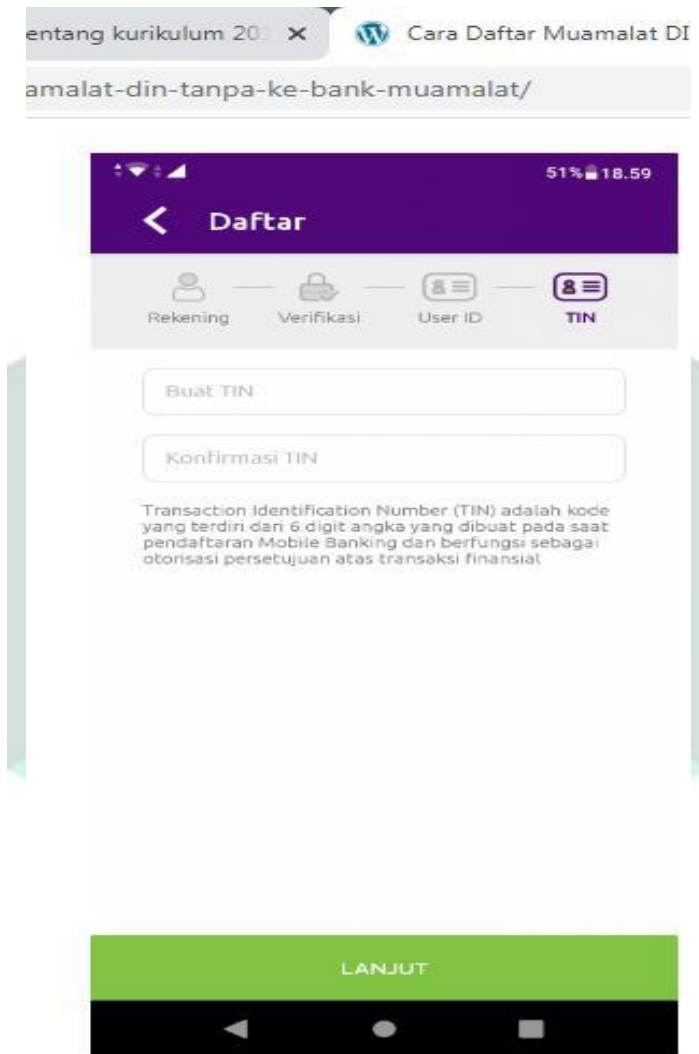 entang kurikulum 20
Cara Daftar Muamalat DI
amalat-din-tanpa-ke-bank-muamalat/
51% 18.59
Daftar
Rekening Verifikasi User ID TIN
Buat TIN
Konfirmasi TIN
Transaction Identification Number (TIN) adalah kode
yang terdiri dari 6 digit angka yang dibuat pada saat
pendaftaran Mobile Banking dan berfungsi sebagai
otorisasi persetujuan atas transaksi finansial
LANJUT